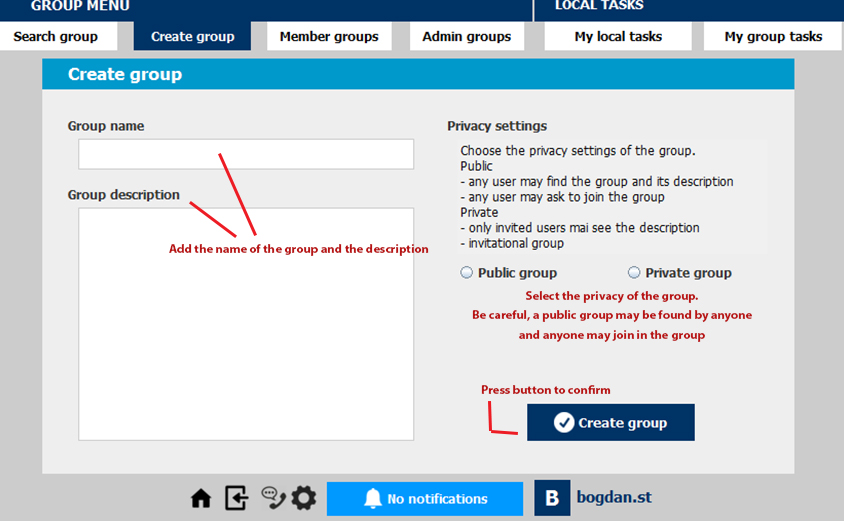 GROUP MENU
LOCAL TASKS
Search group
Create group
Member groups
Admin groups
My local tasks
My group tasks
Create group
Group name
Group description
Add the name of the group and the description
Privacy settings
Choose the privacy settings of the group.
Public
- any user may find the group and its description
- any user may ask to join the group
Private
- only invited users mai see the description
- invitational group
Public group
Private group
Select the privacy of the group.
Be careful, a public group may be found by anyone
and anyone may join in the group
Press button to confirm
Create group
No notifications
B
bogdan.st